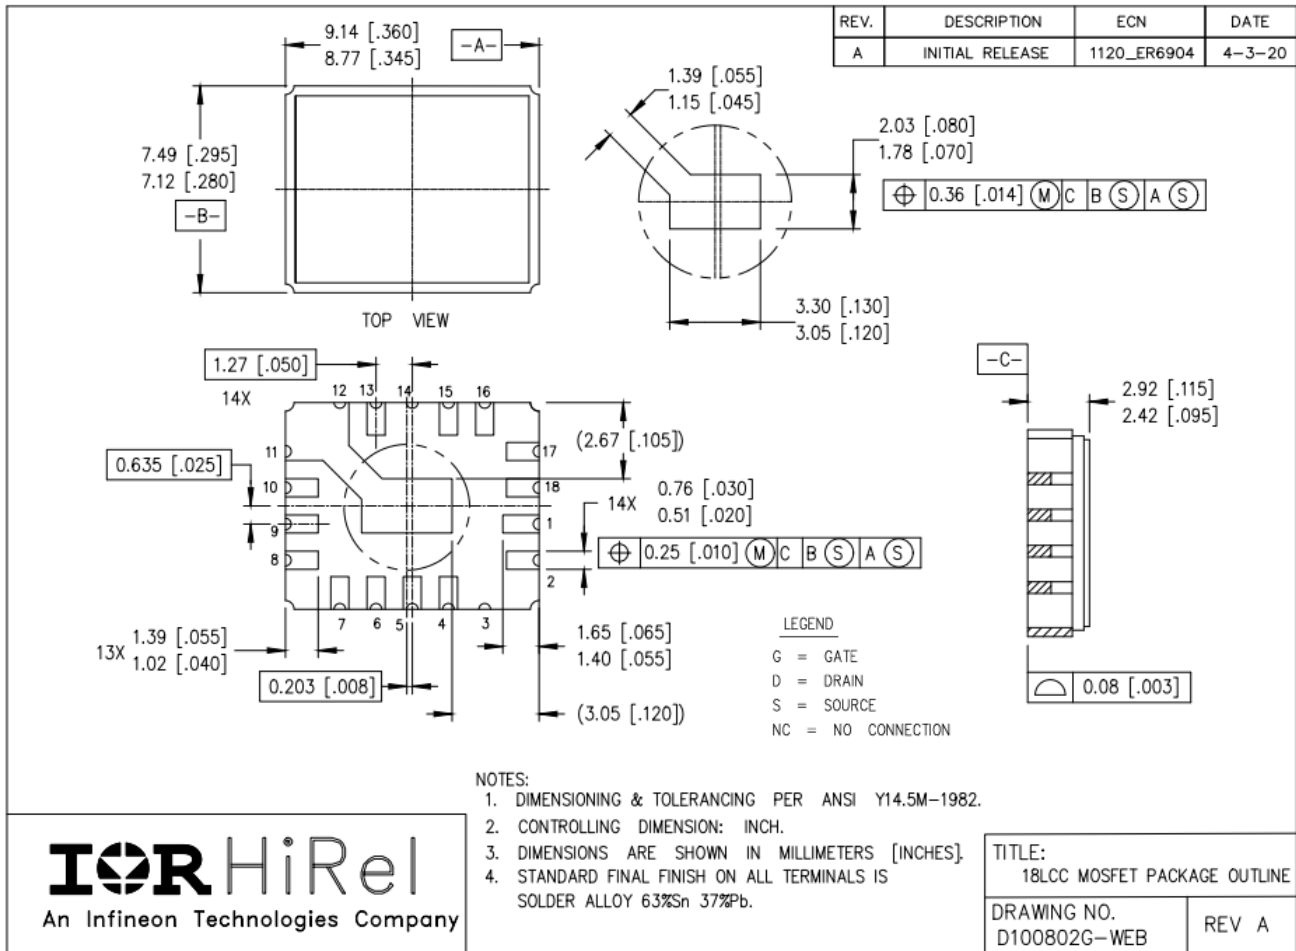 REV. DESCRIPTION ECN DATE
A INITIAL RELEASE 1120_ER6904 4-3-20
9.14 [.360]
8.77 [.345]
-A-
7.49 [.295]
7.12 [.280]
-B-
TOP VIEW
1.39 [.055]
1.15 [.045]
2.03 [.080]
1.78 [.070]
⌖ 0.36 [.014] Ⓜ C B Ⓢ A Ⓢ
3.30 [.130]
3.05 [.120]
1.27 [.050]
14X
12 13 14 15 16
11
10
9
8
17
18
1
2
7 6 5 4 3
0.635 [.025]
(2.67 [.105])
14X
0.76 [.030]
0.51 [.020]
⌖ 0.25 [.010] Ⓜ C B Ⓢ A Ⓢ
13X
1.39 [.055]
1.02 [.040]
0.203 [.008]
1.65 [.065]
1.40 [.055]
(3.05 [.120])
-C-
2.92 [.115]
2.42 [.095]
0.08 [.003]
LEGEND
G = GATE
D = DRAIN
S = SOURCE
NC = NO CONNECTION
NOTES:
1. DIMENSIONING & TOLERANCING PER ANSI Y14.5M-1982.
2. CONTROLLING DIMENSION: INCH.
3. DIMENSIONS ARE SHOWN IN MILLIMETERS [INCHES].
4. STANDARD FINAL FINISH ON ALL TERMINALS IS
SOLDER ALLOY 63%Sn 37%Pb.
IOR HiRel
An Infineon Technologies Company
TITLE:
18LCC MOSFET PACKAGE OUTLINE
DRAWING NO.
D100802G-WEB
REV A